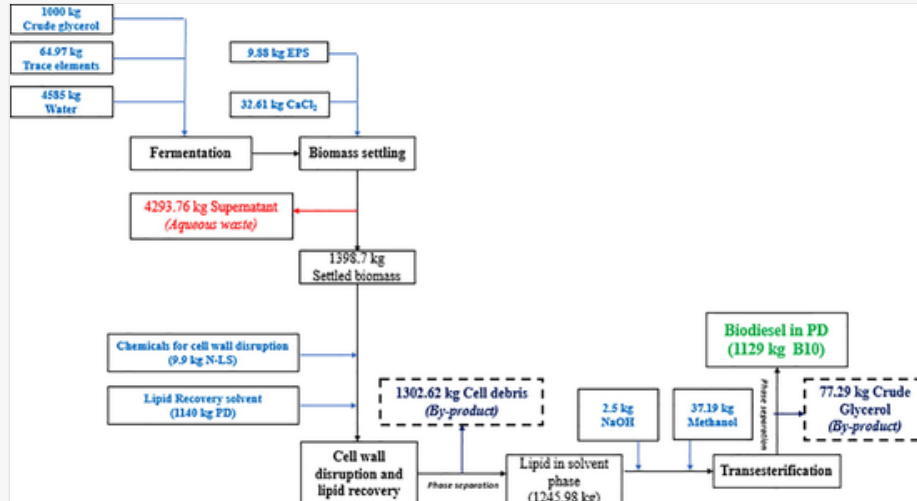 1000 kg
Crude glycerol
64.97 kg
Trace elements
4585 kg
Water
9.88 kg EPS
32.61 kg CaCl₂
Fermentation
Biomass settling
4293.76 kg Supernatant
(Aqueous waste)
1398.7 kg
Settled biomass
Chemicals for cell wall disruption
(9.9 kg N-LS)
Lipid Recovery solvent
(1140 kg PD)
Cell wall
disruption and
lipid recovery
1302.62 kg Cell debris
(By-product)
Phase separation
Lipid in solvent
phase
(1245.98 kg)
2.5 kg
NaOH
37.19 kg
Methanol
Transesterification
Phase separation
Biodiesel in PD
(1129 kg B10)
77.29 kg Crude
Glycerol
(By-product)